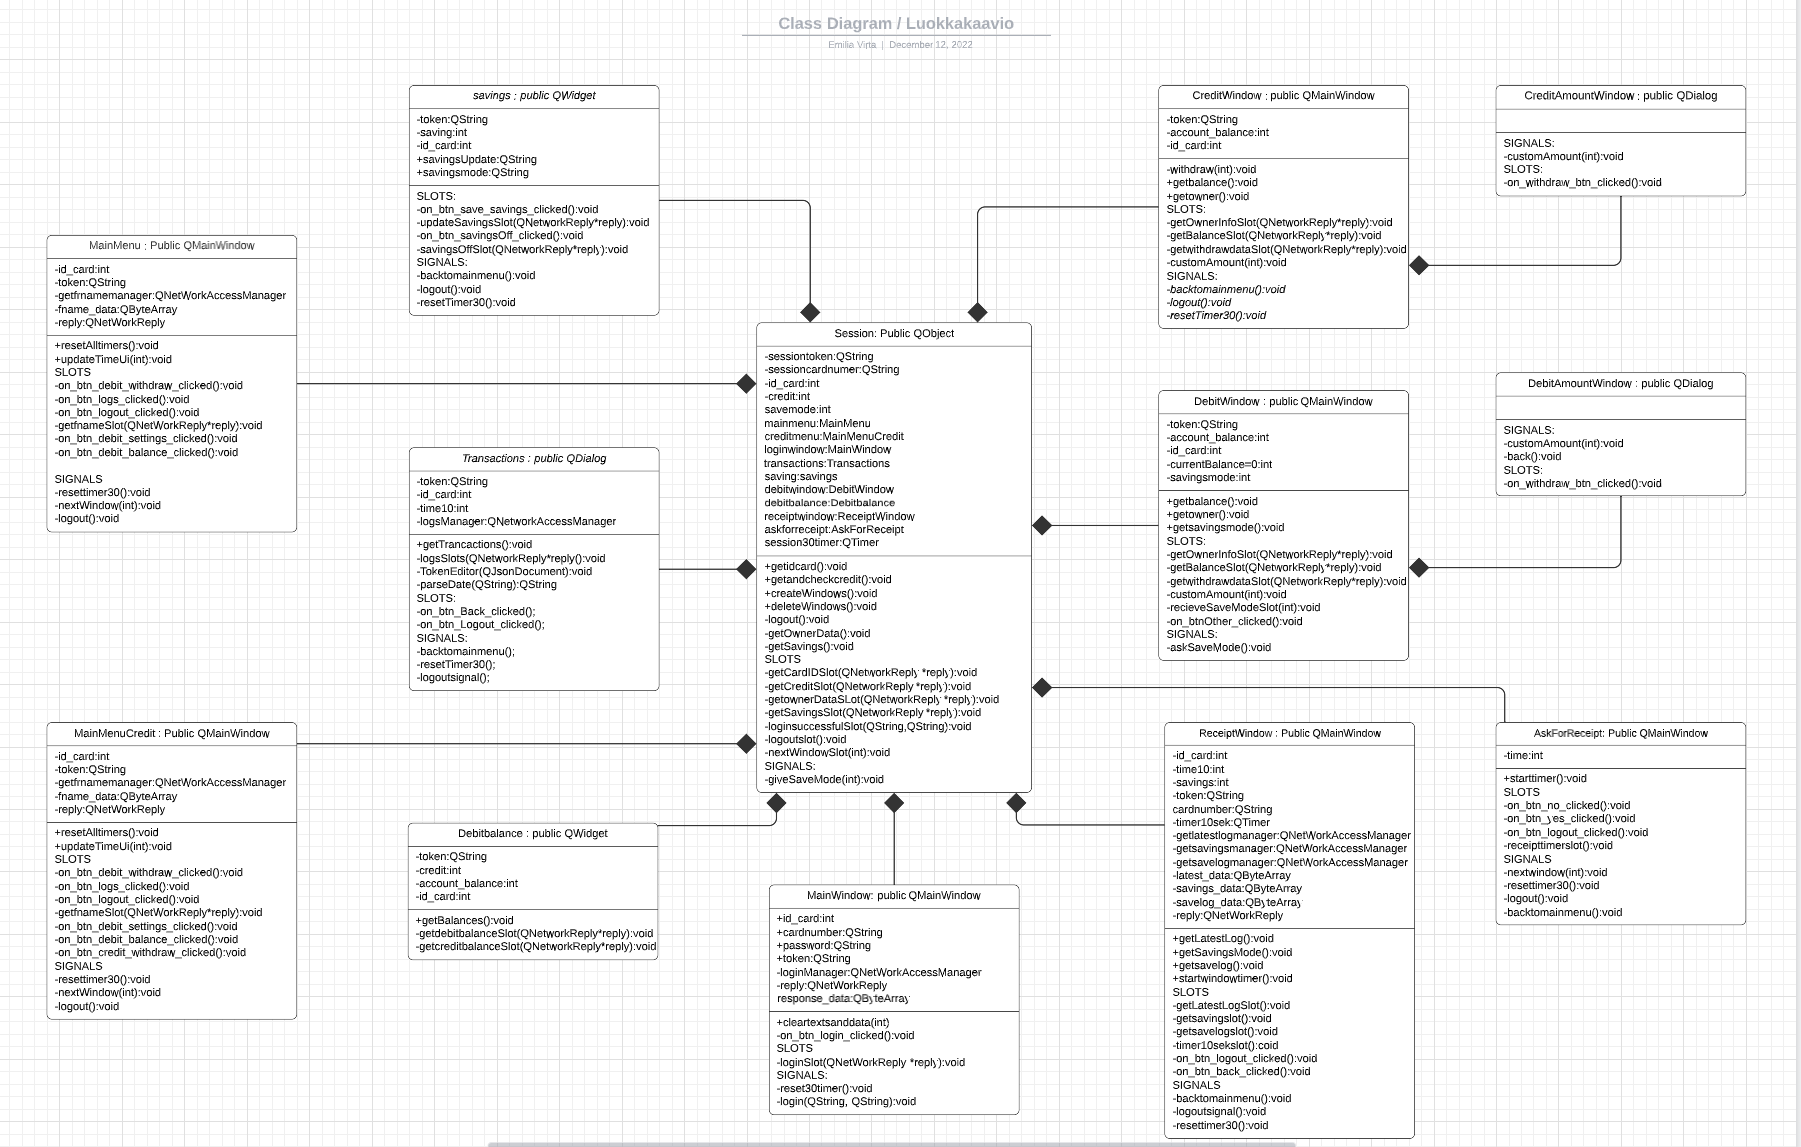 Class Diagram / Luokkakaavio
Emilia Virta | December 12, 2022
savings ; public QWidget
-token:QString
-saving:int
-id_card:int
+savingsUpdate:QString
+savingsmode:QString
SLOTS:
-on_btn_save_savings_clicked():void
-updateSavingsSlot(QNetworkReply*reply):void
-on_btn_savingsOff_clicked():void
-savingsOffSlot(QNetworkReply*reply):void
SIGNALS:
-backtomainmenu():void
-logout():void
-resetTimer30():void
CreditWindow : public QMainWindow
-token:QString
-account_balance:int
-id_card:int
-withdraw(int):void
+getbalance():void
+getowner():void
SLOTS:
-getOwnerInfoSlot(QNetworkReply*reply):void
-getBalanceSlot(QNetworkReply*reply):void
-getwithdrawdataSlot(QNetworkReply*reply):void
-customAmount(int):void
SIGNALS:
-backtomainmenu():void
-logout():void
-resetTimer30():void
CreditAmountWindow : public QDialog
SIGNALS:
-customAmount(int):void
SLOTS:
-on_withdraw_btn_clicked():void
MainMenu : Public QMainWindow
-id_card:int
-token:QString
-getfrnamemanager:QNetWorkAccessManager
-fname_data:QByteArray
-reply:QNetWorkReply
+resetAlltimers():void
+updateTimeUi(int):void
SLOTS
-on_btn_debit_withdraw_clicked():void
-on_btn_logs_clicked():void
-on_btn_logout_clicked():void
-getfnameSlot(QNetworkReply*reply):void
-on_btn_debit_settings_clicked():void
-on_btn_debit_balance_clicked():void
SIGNALS
-resettimer30():void
-nextWindow(int):void
-logout():void
Session: Public QObject
-sessiontoken:QString
-sessioncardnumer:QString
-id_card:int
-credit:int
savemode:int
mainmenu:MainMenu
creditmenu:MainMenuCredit
loginwindow:MainWindow
transactions:Transactions
saving:savings
debitwindow:DebitWindow
debitbalance:Debitbalance
receiptwindow:ReceiptWindow
askforreceipt:AskForReceipt
session30timer:QTimer
+getidcard():void
+getandcheckcredit():void
+createWindows():void
+deleteWindows():void
-logout():void
-getOwnerData():void
-getSavings():void
SLOTS
-getCardIDSlot(QNetworkReply *reply):void
-getCreditSlot(QNetworkReply *reply):void
-getownerDataSLot(QNetworkReply *reply):void
-getSavingsSlot(QNetworkReply *reply):void
-loginsuccessfulSlot(QString,QString):void
-logoutslot():void
-nextWindowSlot(int):void
SIGNALS:
-giveSaveMode(int):void
DebitWindow : public QMainWindow
-token:QString
-account_balance:int
-id_card:int
-currentBalance=0:int
-savingsmode:int
+getbalance():void
+getowner():void
+getsavingsmode():void
SLOTS:
-getOwnerInfoSlot(QNetworkReply*reply):void
-getBalanceSlot(QNetworkReply*reply):void
-getwithdrawdataSlot(QNetworkReply*reply):void
-customAmount(int):void
-recieveSaveModeSlot(int):void
-on_btnOther_clicked():void
SIGNALS:
-askSaveMode():void
DebitAmountWindow : public QDialog
SIGNALS:
-customAmount(int):void
-back():void
SLOTS:
-on_withdraw_btn_clicked():void
Transactions : public QDialog
-token:QString
-id_card:int
-time10:int
-logsManager:QNetworkAccessManager
+getTrancactions():void
-logsSlots(QNetworkReply*reply():void
-TokenEditor(QJsonDocument):void
-parseDate(QString):QString
SLOTS:
-on_btn_Back_clicked();
-on_btn_Logout_clicked();
SIGNALS:
-backtomainmenu();
-resetTimer30();
-logoutsignal();
MainMenuCredit : Public QMainWindow
-id_card:int
-token:QString
-getfrnamemanager:QNetWorkAccessManager
-fname_data:QByteArray
-reply:QNetWorkReply
+resetAlltimers():void
+updateTimeUi(int):void
SLOTS
-on_btn_debit_withdraw_clicked():void
-on_btn_logs_clicked():void
-on_btn_logout_clicked():void
-getfnameSlot(QNetworkReply*reply):void
-on_btn_debit_settings_clicked():void
-on_btn_debit_balance_clicked():void
-on_btn_credit_withdraw_clicked():void
SIGNALS
-resettimer30():void
-nextWindow(int):void
-logout():void
Debitbalance : public QWidget
-token:QString
-credit:int
-account_balance:int
-id_card:int
+getBalances():void
-getdebitbalanceSlot(QNetworkReply*reply):void
-getcreditbalanceSlot(QNetworkReply*reply):void
MainWindow: public QMainWindow
+id_card:int
+cardnumber:QString
+password:QString
+token:QString
-loginManager:QNetWorkAccessManager
-reply:QNetWorkReply
response_data:QByteArray
+cleartextsanddata(int)
-on_btn_login_clicked():void
SLOTS
-loginSlot(QNetWorkReply *reply):void
SIGNALS:
-reset30timer():void
-login(QString, QString):void
ReceiptWindow : Public QMainWindow
-id_card:int
-time10:int
-savings:int
-token:QString
cardnumber:QString
-timer10sek:QTimer
-getlatestlogmanager:QNetWorkAccessManager
-getsavingsmanager:QNetWorkAccessManager
-getsavelogmanager:QNetWorkAccessManager
-latest_data:QByteArray
-savings_data:QByteArray
-savelog_data:QByteArray
-reply:QNetWorkReply
+getLatestLog():void
+getSavingsMode():void
+getsavelog():void
+startwindowtimer():void
SLOTS
-getLatestLogSlot():void
-getsavingslot():void
-getsavelogslot():void
-timer10sekslot():coid
-on_btn_logout_clicked():void
-on_btn_back_clicked():void
SIGNALS
-backtomainmenu():void
-logoutsignal():void
-resettimer30():void
AskForReceipt: Public QMainWindow
-time:int
+starttimer():void
SLOTS
-on_btn_no_clicked():void
-on_btn_yes_clicked():void
-on_btn_logout_clicked():void
-receipttimerslot():void
SIGNALS
-nextwindow(int):void
-resettimer30():void
-logout():void
-backtomainmenu():void